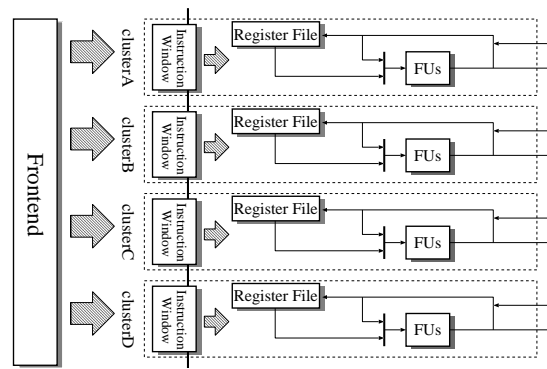 Frontend
clusterA
Instruction
Window
Register File
FUs
clusterB
Instruction
Window
Register File
FUs
clusterC
Instruction
Window
Register File
FUs
clusterD
Instruction
Window
Register File
FUs